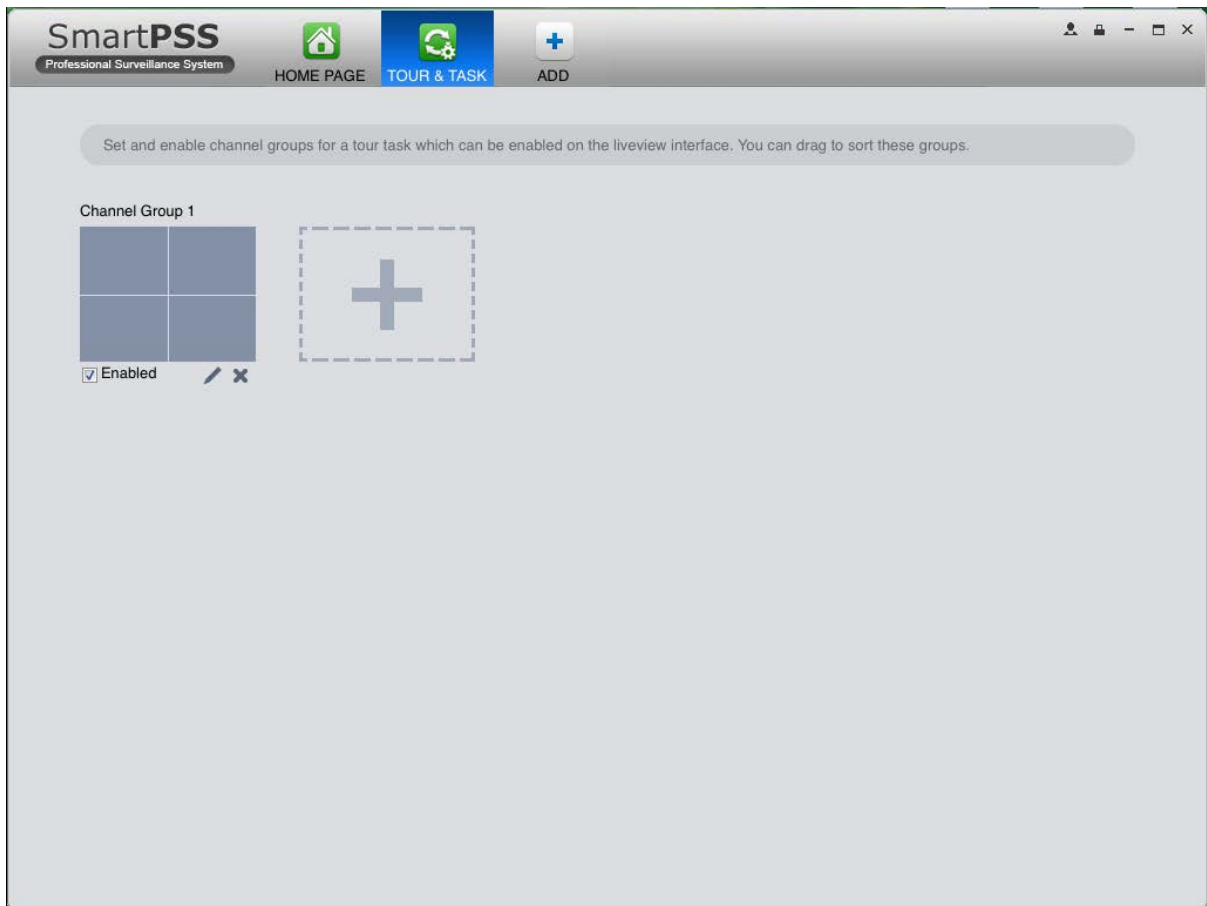 SmartPSS
Professional Surveillance System
HOME PAGE
TOUR & TASK
ADD
Set and enable channel groups for a tour task which can be enabled on the liveview interface. You can drag to sort these groups.
Channel Group 1
Enabled